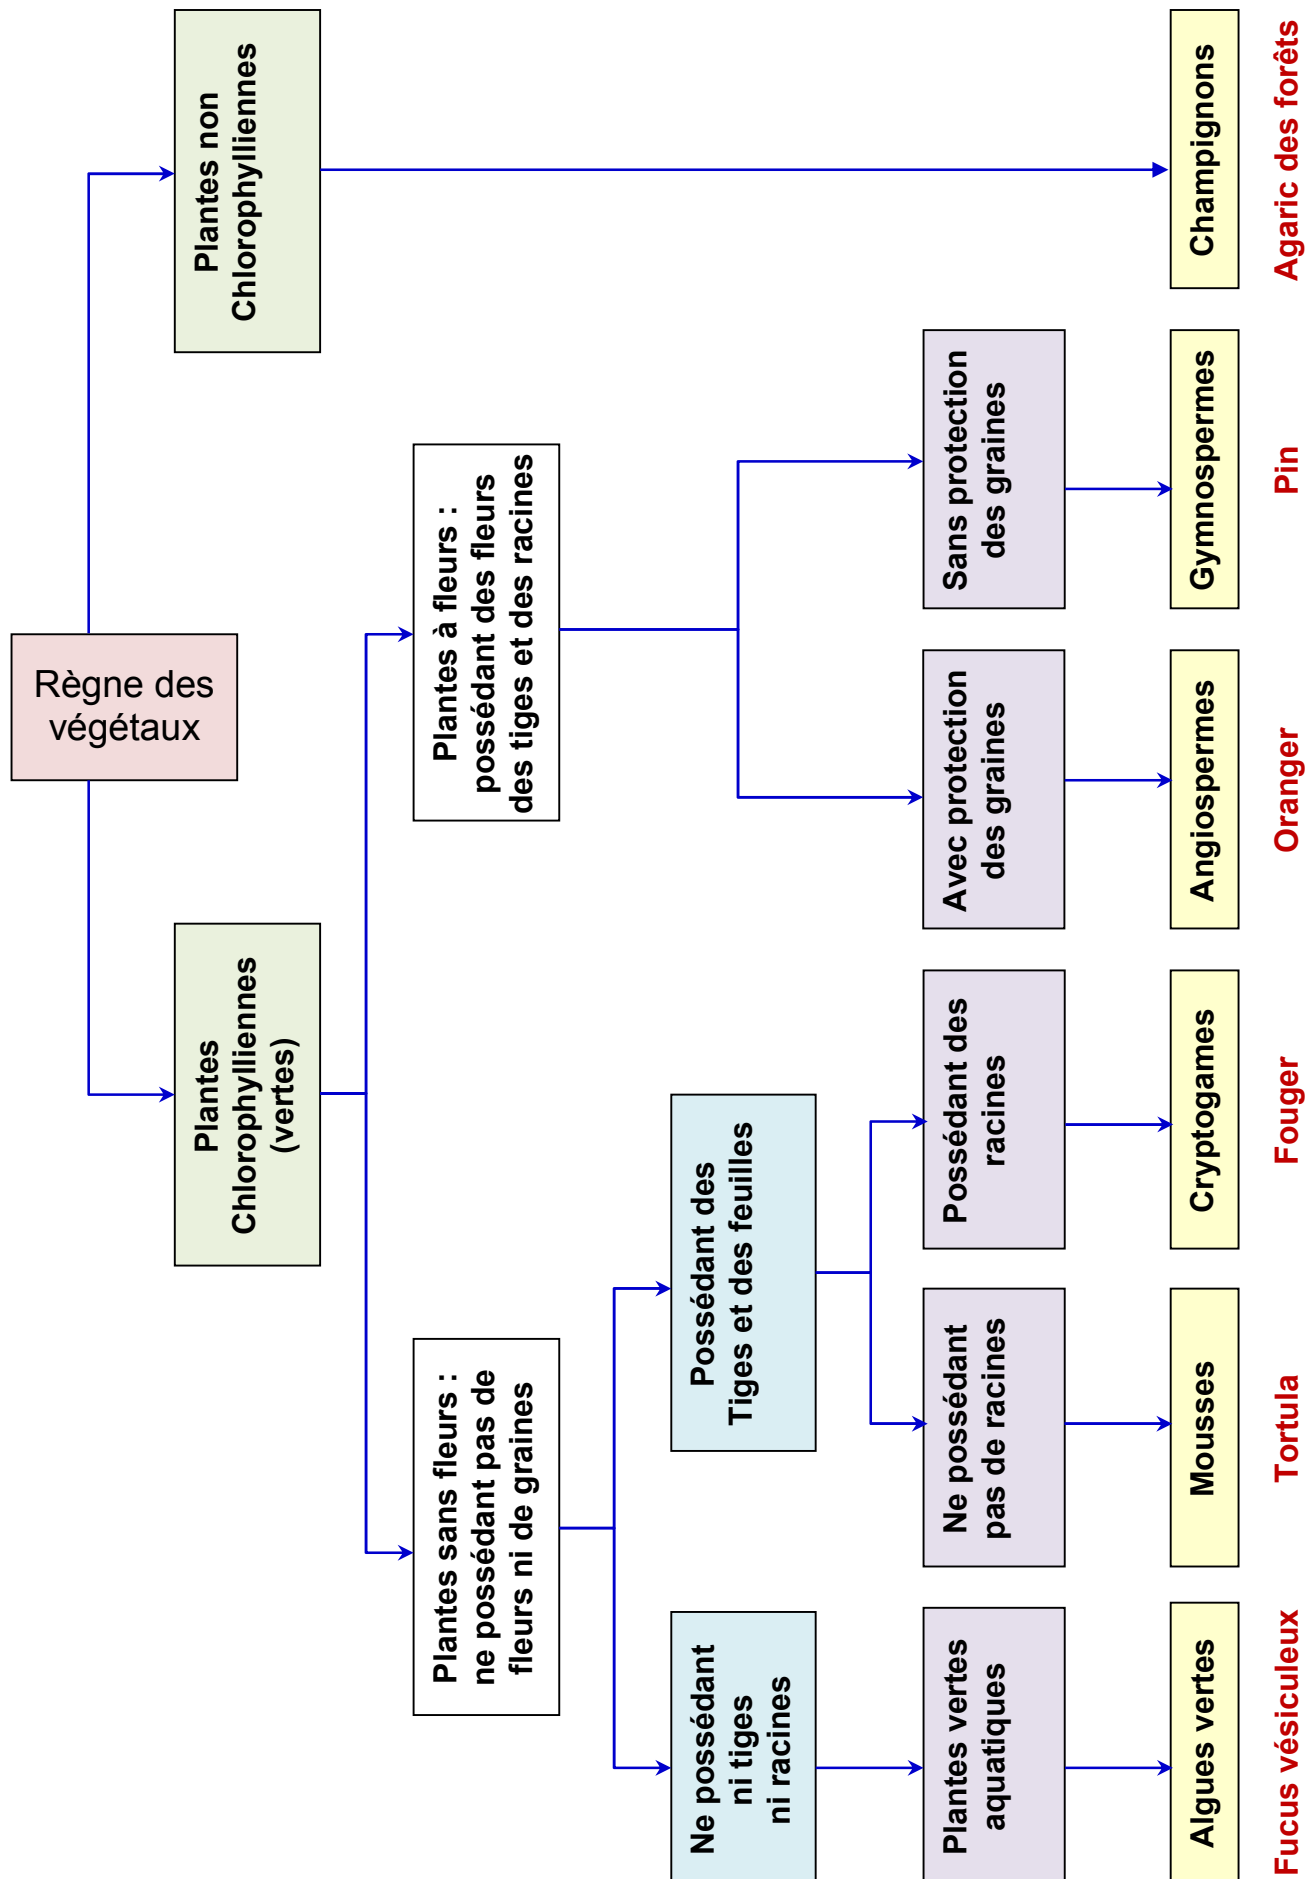 Règne des
végétaux
Plantes
Chlorophylliennes
(vertes)
Plantes non
Chlorophylliennes
Plantes sans fleurs :
ne possédant pas de
fleurs ni de graines
Plantes à fleurs :
possédant des fleurs
des tiges et des racines
Ne possédant
ni tiges
ni racines
Possédant des
Tiges et des feuilles
Plantes vertes
aquatiques
Ne possédant
pas de racines
Possédant des
racines
Avec protection
des graines
Sans protection
des graines
Algues vertes
Mousses
Cryptogames
Angiospermes
Gymnospermes
Champignons
Fucus vésiculeux
Tortula
Fouger
Oranger
Pin
Agaric des forêts